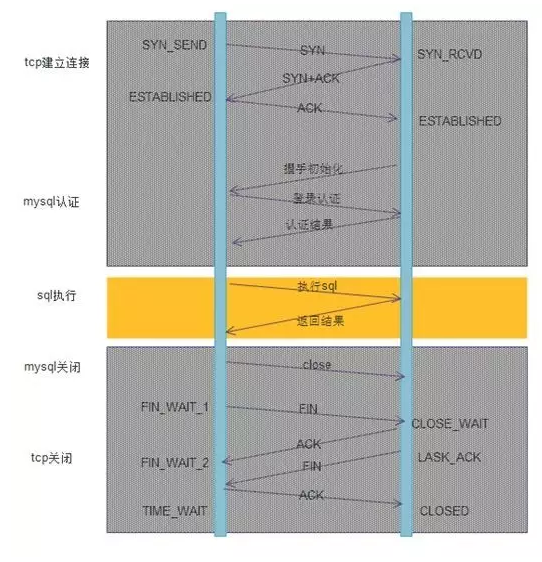 SYN_SEND
SYN
tcp建立连接
SYN_RCVD
SYN+ACK
ESTABLISHED
ACK
ESTABLISHED
握手初始化
mysql认证
登录认证
认证结果
执行sql
sql执行
返回结果
mysql关闭
close
FIN_WAIT_1
FIN
CLOSE_WAIT
ACK
tcp关闭
LASK_ACK
FIN_WAIT_2
FIN
ACK
TIME_WAIT
CLOSED